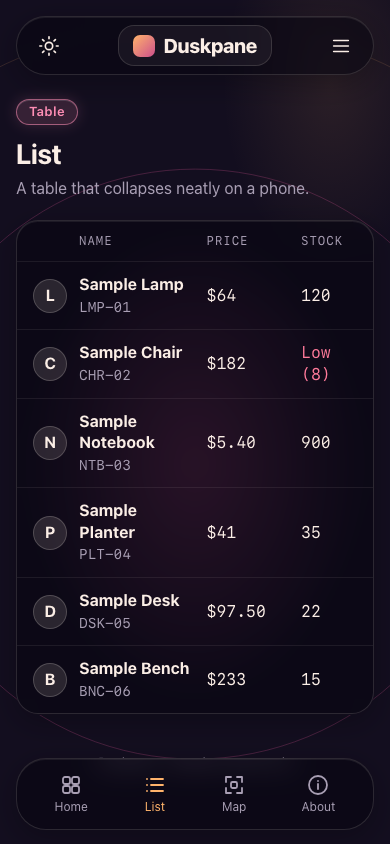 Duskpane
Table
List
A table that collapses neatly on a phone.
NAME PRICE STOCK
L Sample Lamp $64 120
LMP–01
C Sample Chair $182 Low
CHR–02 (8)
N Sample
Notebook $5.40 900
NTB–03
P Sample
Planter $41 35
PLT–04
D Sample Desk $97.50 22
DSK–05
B Sample Bench $233 15
BNC–06
Home List Map About